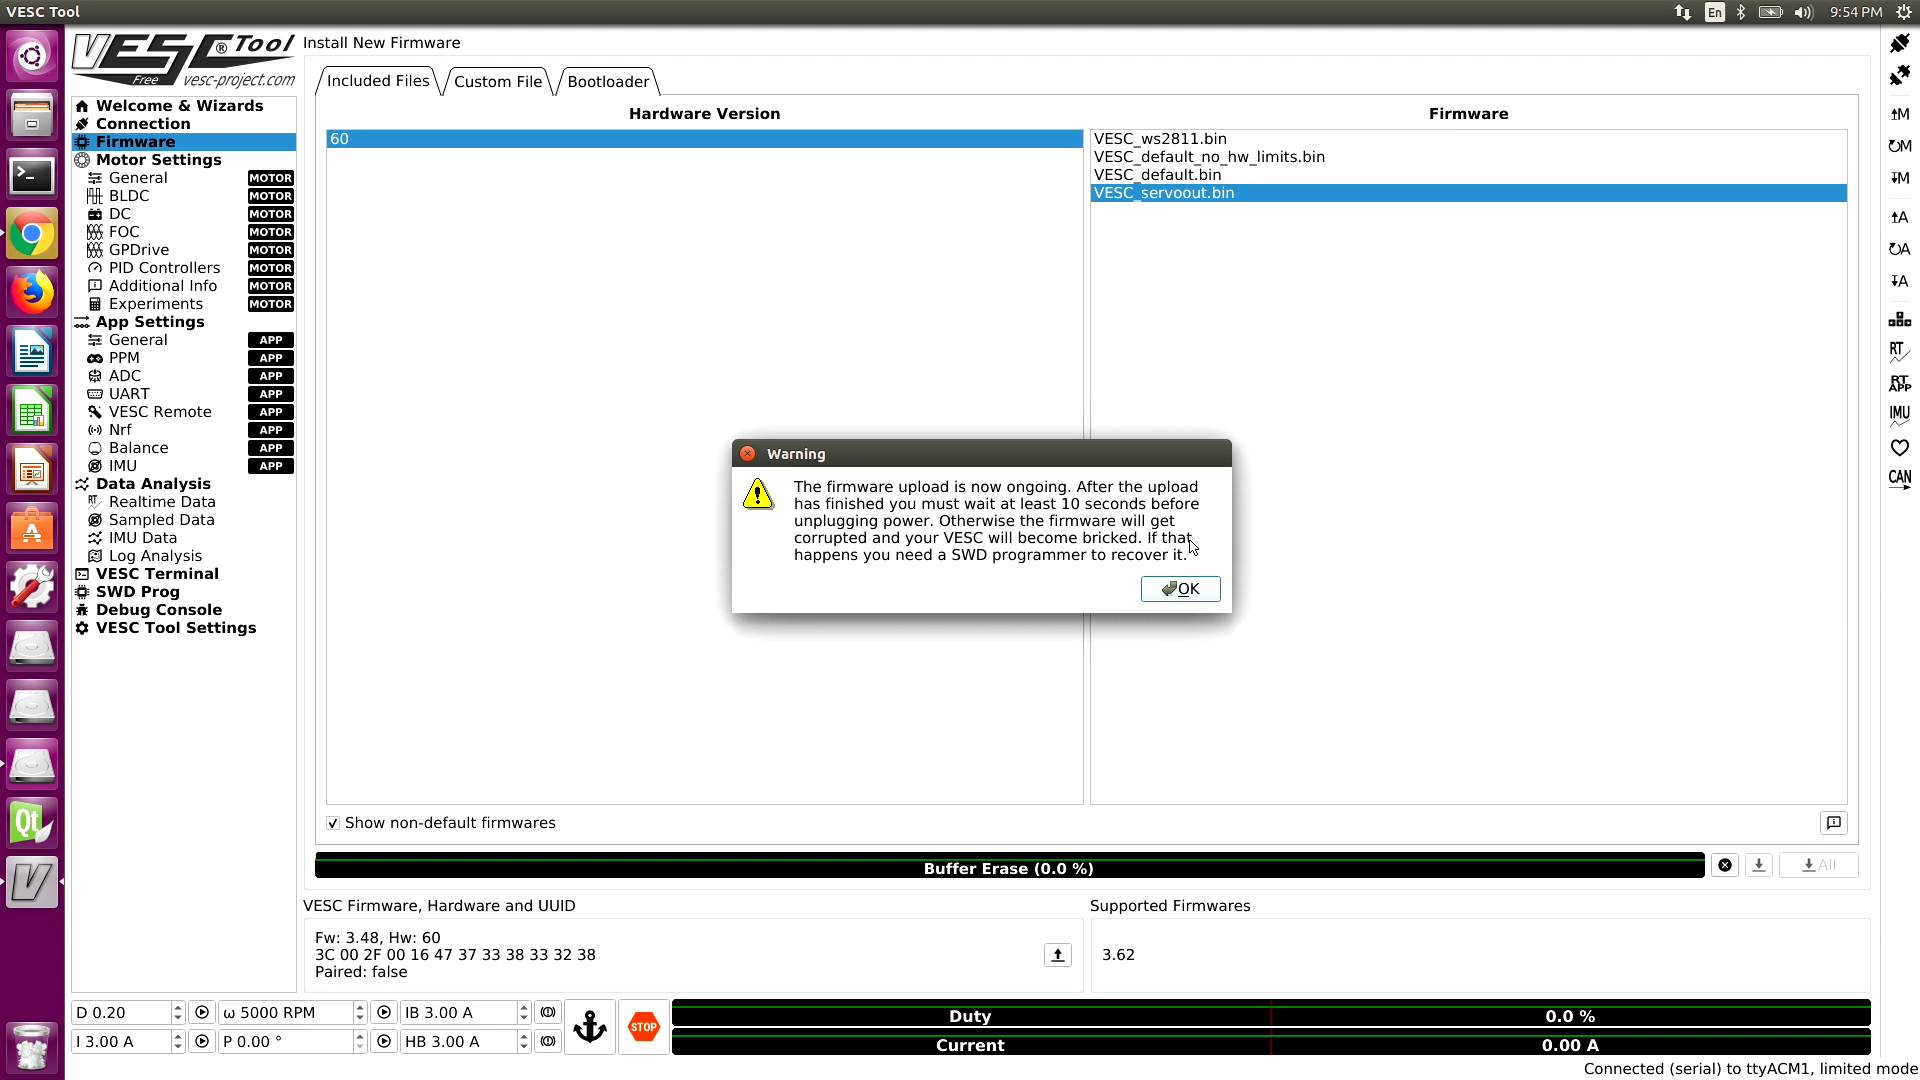 VESC Tool
En
9:54 PM
VESC® Tool
Free vesc-project.com
Install New Firmware
Included Files
Custom File
Bootloader
Welcome & Wizards
Connection
Firmware
Motor Settings
General MOTOR
BLDC MOTOR
DC MOTOR
FOC MOTOR
GPDrive MOTOR
PID Controllers MOTOR
Additional Info MOTOR
Experiments MOTOR
App Settings
General APP
PPM APP
ADC APP
UART APP
VESC Remote APP
Nrf APP
Balance APP
IMU APP
Data Analysis
RT Realtime Data
Sampled Data
IMU Data
Log Analysis
VESC Terminal
SWD Prog
Debug Console
VESC Tool Settings
Hardware Version
60
Firmware
VESC_ws2811.bin
VESC_default_no_hw_limits.bin
VESC_default.bin
VESC_servoout.bin
Warning
The firmware upload is now ongoing. After the upload
has finished you must wait at least 10 seconds before
unplugging power. Otherwise the firmware will get
corrupted and your VESC will become bricked. If that
happens you need a SWD programmer to recover it.
OK
Show non-default firmwares
Buffer Erase (0.0 %)
All
VESC Firmware, Hardware and UUID
Fw: 3.48, Hw: 60
3C 00 2F 00 16 47 37 33 38 33 32 38
Paired: false
Supported Firmwares
3.62
D 0.20
ω 5000 RPM
IB 3.00 A
I 3.00 A
P 0.00 °
HB 3.00 A
STOP
Duty 0.0 %
Current 0.00 A
Connected (serial) to ttyACM1, limited mode
M
M
M
A
A
A
RT
RT
APP
IMU
CAN
Qt